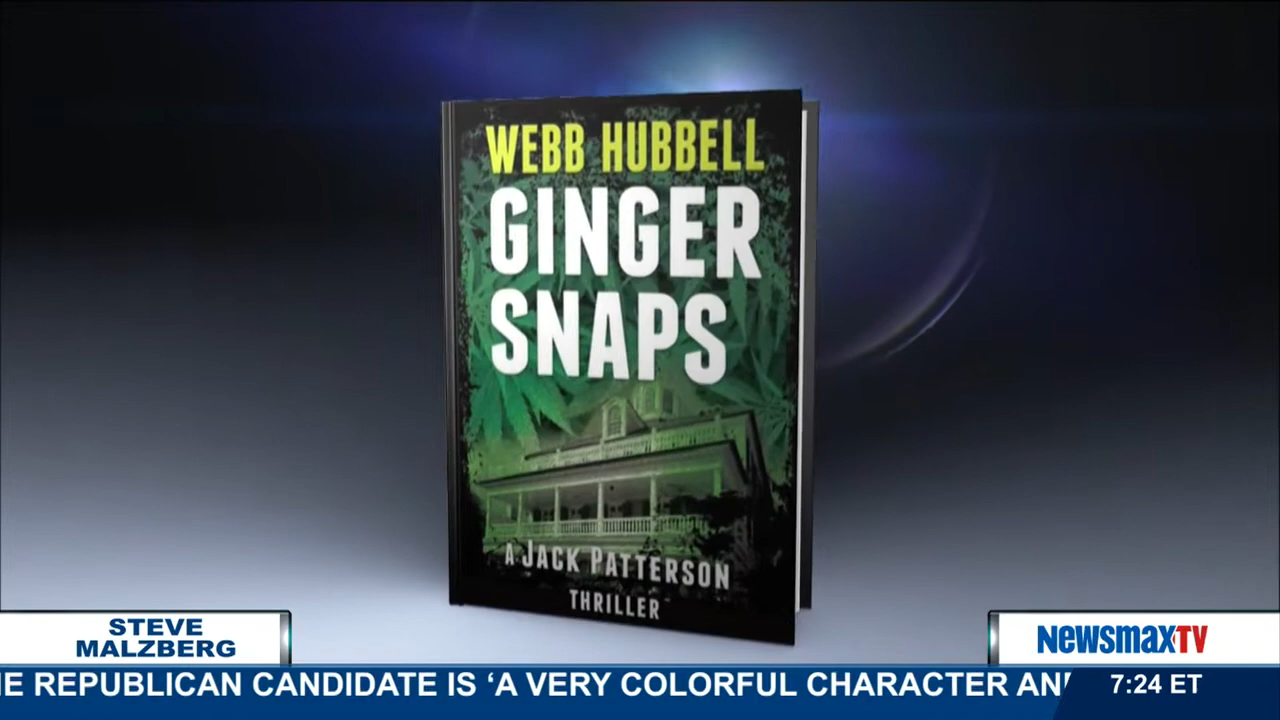 WEBB HUBBELL
GINGER
SNAPS
A JACK PATTERSON
THRILLER
STEVE
MALZBERG
NEWSMAXTV
E REPUBLICAN CANDIDATE IS ‘A VERY COLORFUL CHARACTER AN
7:24 ET